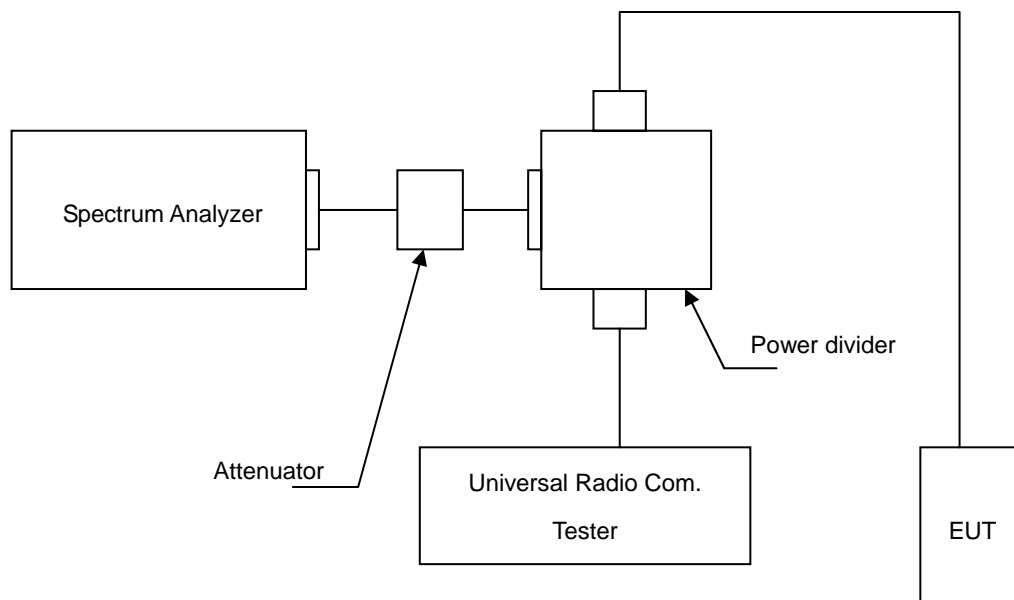 Spectrum Analyzer
Power divider
Attenuator
Universal Radio Com.
Tester
EUT